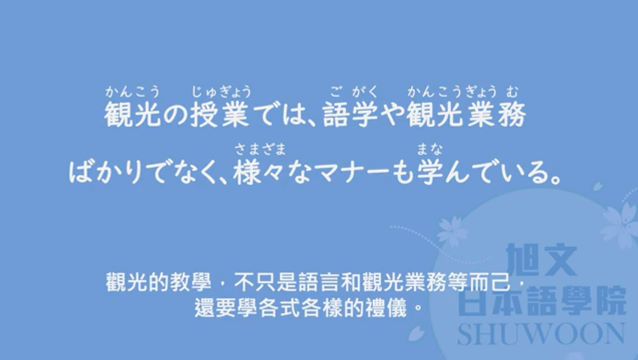 かんこう じゅぎょう ご がく かんこうぎょう む
観光の授業では、語学や観光業務
さまざま まな
ばかりでなく、様々なマナーも学んでいる。
觀光的教學，不只是語言和觀光業務等而己，
還要學各式各樣的禮儀。
旭文
日本語學院
SHUWOON